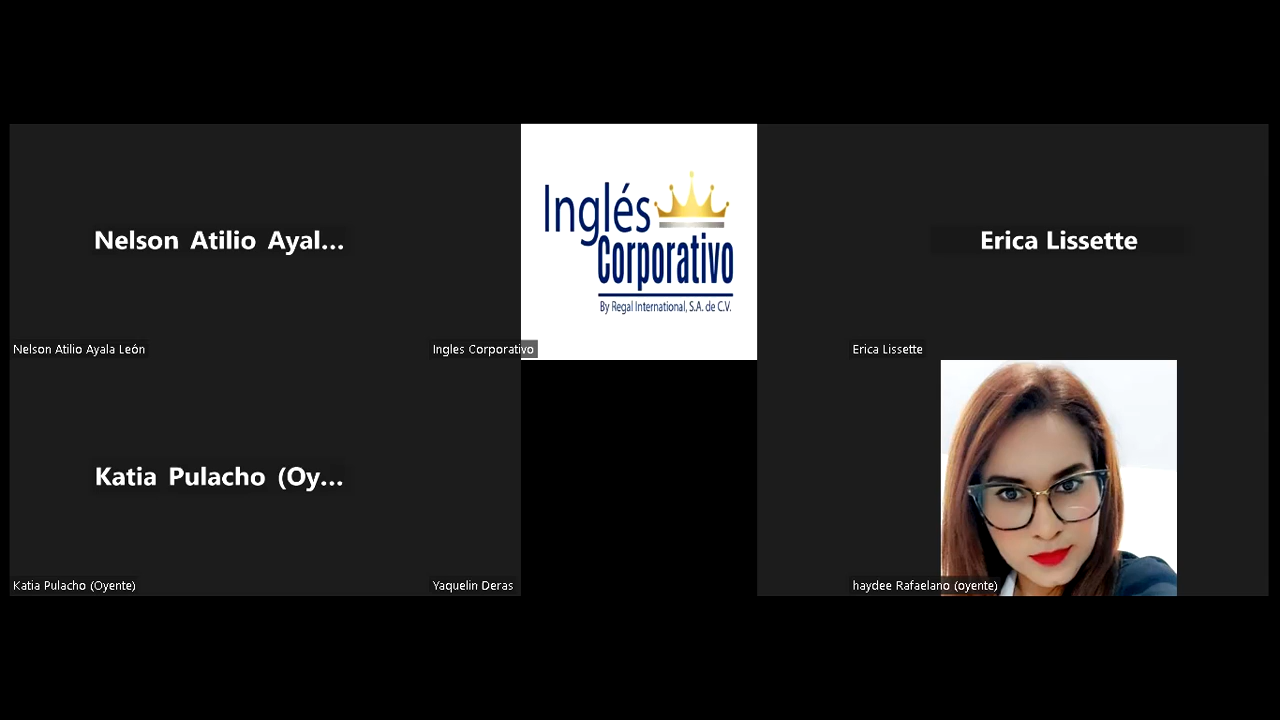 Nelson Atilio Ayal...
Nelson Atilio Ayala León
Inglés
Corporativo
By Regal International, S.A. de C.V.
Ingles Corporativo
Erica Lissette
Erica Lissette
Katia Pulacho (Oy...
Katia Pulacho (Oyente)
Yaquelin Deras
haydee Rafaelano (oyente)